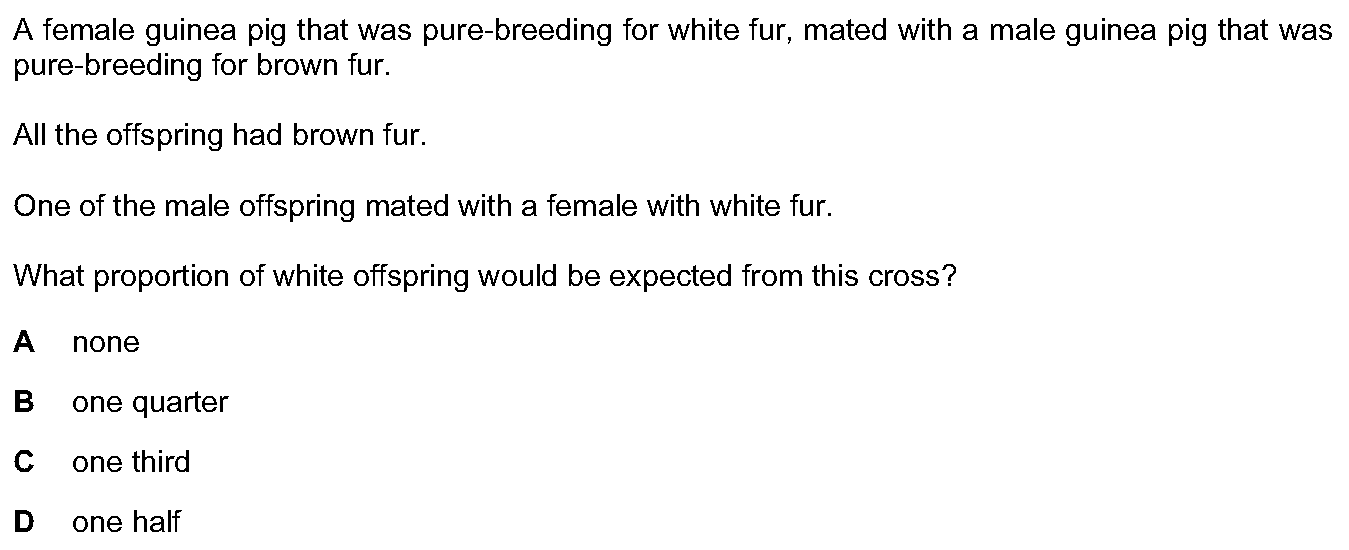 A female guinea pig that was pure-breeding for white fur, mated with a male guinea pig that was
pure-breeding for brown fur.
All the offspring had brown fur.
One of the male offspring mated with a female with white fur.
What proportion of white offspring would be expected from this cross?
A none
B one quarter
C one third
D one half